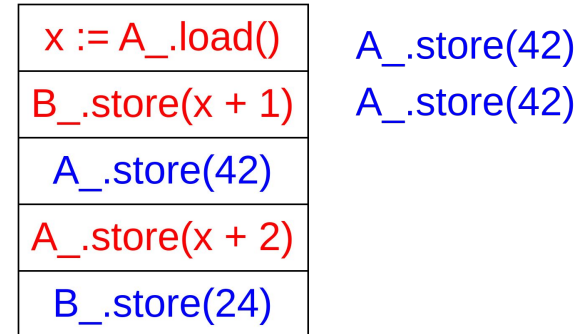 x := A_.load()
B_.store(x + 1)
A_.store(42)
A_.store(x + 2)
B_.store(24)
A_.store(42)
A_.store(42)